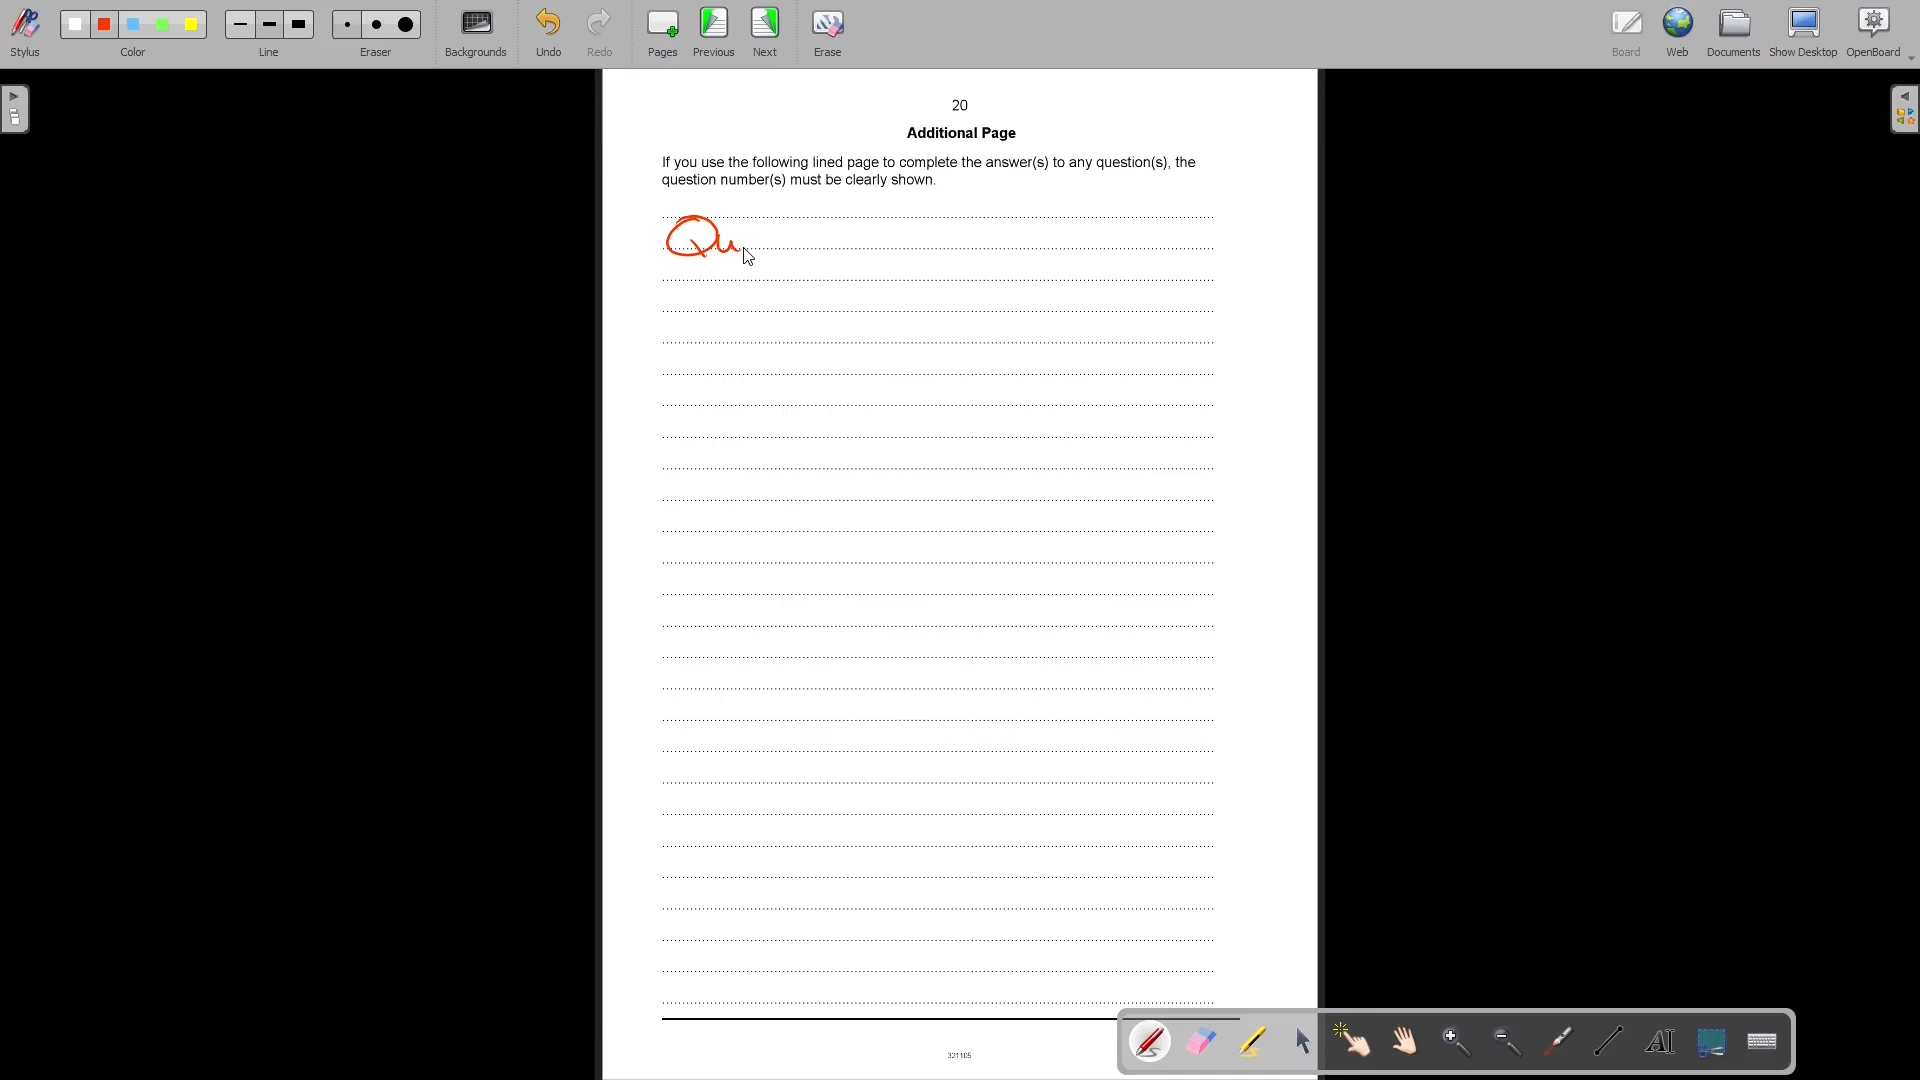 Stylus
Color
Line
Eraser
Backgrounds
Undo
Redo
Pages
Previous
Next
Erase
Board
Web
Documents
Show Desktop
OpenBoard
20
Additional Page
If you use the following lined page to complete the answer(s) to any question(s), the
question number(s) must be clearly shown.
Qu
321105
AI